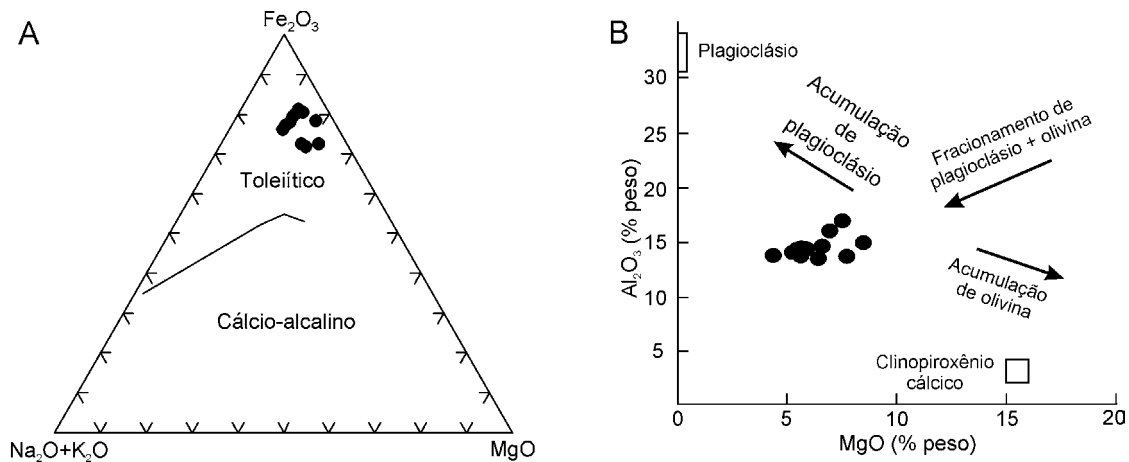 A
Fe₂O₃
Toleiítico
Cálcio-alcalino
Na₂O+K₂O
MgO
B
Plagioclásio
Acumulação
de
plagioclásio
Fracionamento de
plagioclásio + olivina
Acumulação
de olivina
Clinopiroxênio
cálcico
Al₂O₃ (% peso)
30
25
20
15
10
5
0
5
10
15
20
MgO (% peso)